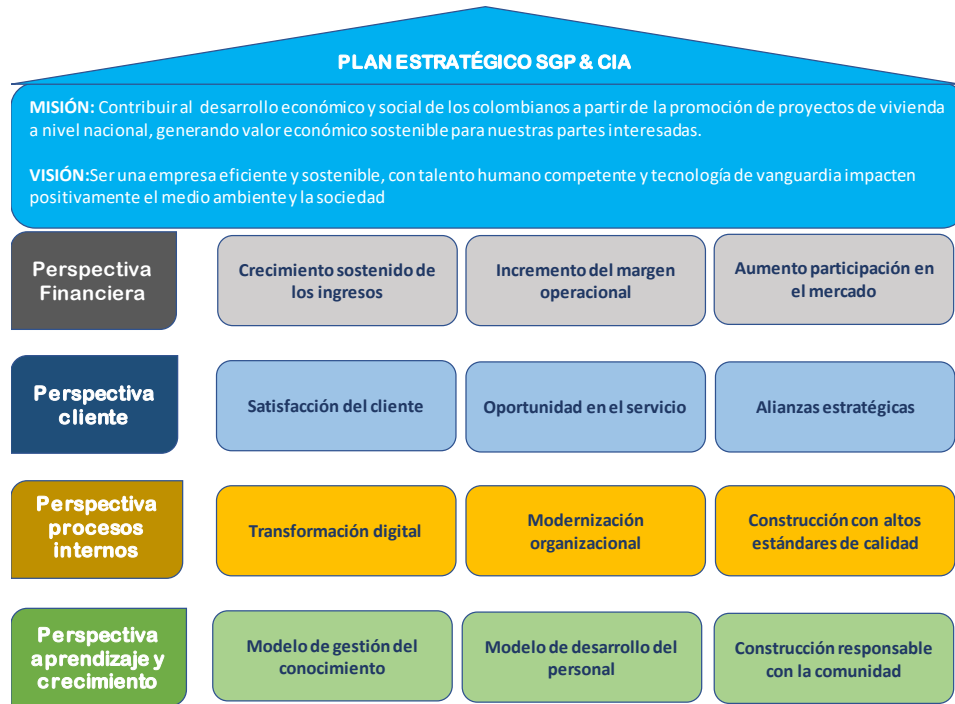 PLAN ESTRATÉGICO SGP & CIA
MISIÓN: Contribuir al desarrollo económico y social de los colombianos a partir de la promoción de proyectos de vivienda
a nivel nacional, generando valor económico sostenible para nuestras partes interesadas.
VISIÓN:Ser una empresa eficiente y sostenible, con talento humano competente y tecnología de vanguardia impacten
positivamente el medio ambiente y la sociedad
Perspectiva
Financiera
Crecimiento sostenido de
los ingresos
Incremento del margen
operacional
Aumento participación en
el mercado
Perspectiva
cliente
Satisfacción del cliente
Oportunidad en el servicio
Alianzas estratégicas
Perspectiva
procesos
internos
Transformación digital
Modernización
organizacional
Construcción con altos
estándares de calidad
Perspectiva
aprendizaje y
crecimiento
Modelo de gestión del
conocimiento
Modelo de desarrollo del
personal
Construcción responsable
con la comunidad